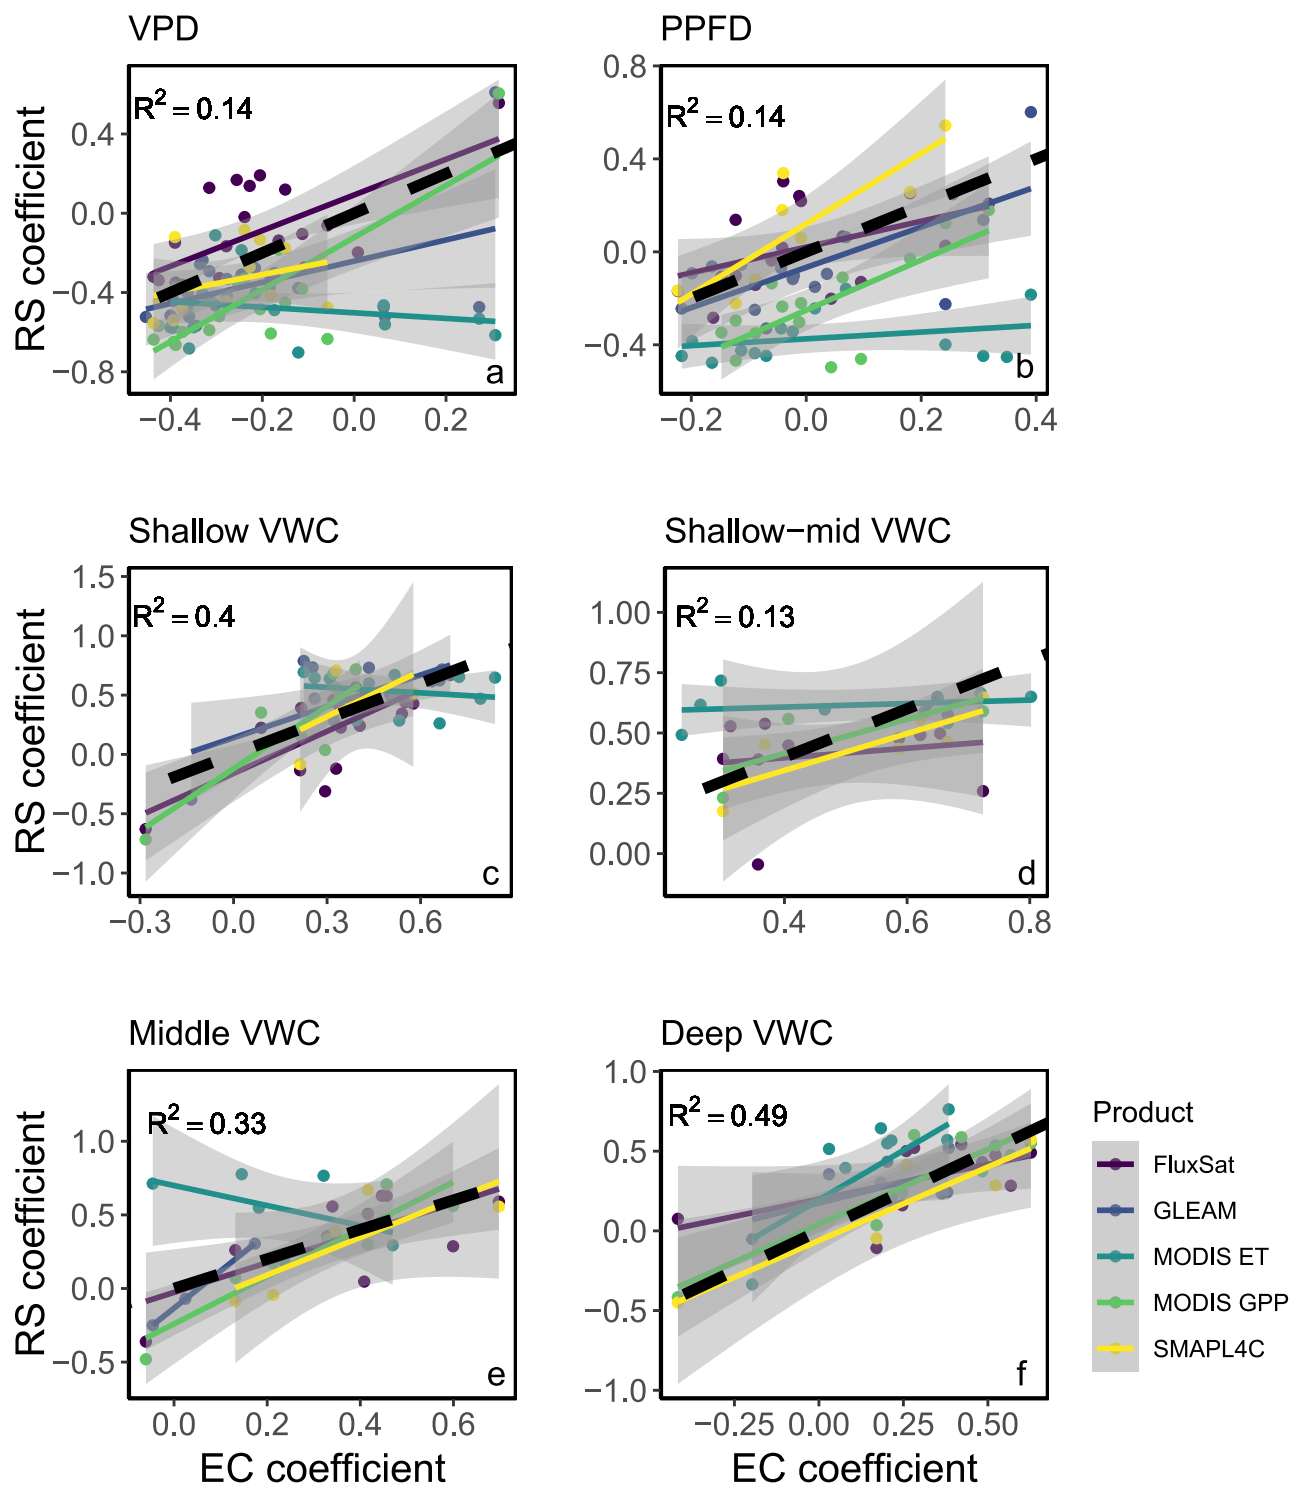 VPD
PPFD
R² = 0.14
R² = 0.14
RS coefficient
0.4
0.0
−0.4
−0.8
0.8
0.4
0.0
−0.4
a
b
−0.4 −0.2 0.0 0.2
−0.2 0.0 0.2 0.4
Shallow VWC
Shallow−mid VWC
R² = 0.4
R² = 0.13
RS coefficient
1.5
1.0
0.5
0.0
−0.5
−1.0
1.00
0.75
0.50
0.25
0.00
c
d
−0.3 0.0 0.3 0.6
0.4 0.6 0.8
Middle VWC
Deep VWC
R² = 0.33
R² = 0.49
RS coefficient
1.0
0.5
0.0
−0.5
1.0
0.5
0.0
−0.5
−1.0
e
f
0.0 0.2 0.4 0.6
−0.25 0.00 0.25 0.50
EC coefficient
EC coefficient
Product
FluxSat
GLEAM
MODIS ET
MODIS GPP
SMAPL4C